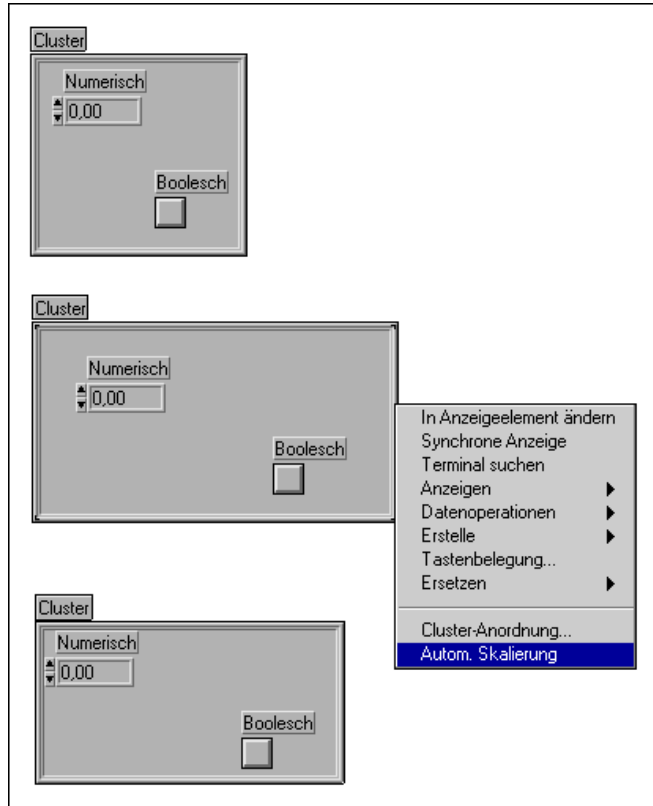 Cluster
Numerisch
0,00
Boolesch
Cluster
Numerisch
0,00
Boolesch
In Anzeigeelement ändern
Synchrone Anzeige
Terminal suchen
Anzeigen
Datenoperationen
Erstelle
Tastenbelegung...
Ersetzen
Cluster-Anordnung...
Autom. Skalierung
Cluster
Numerisch
0,00
Boolesch